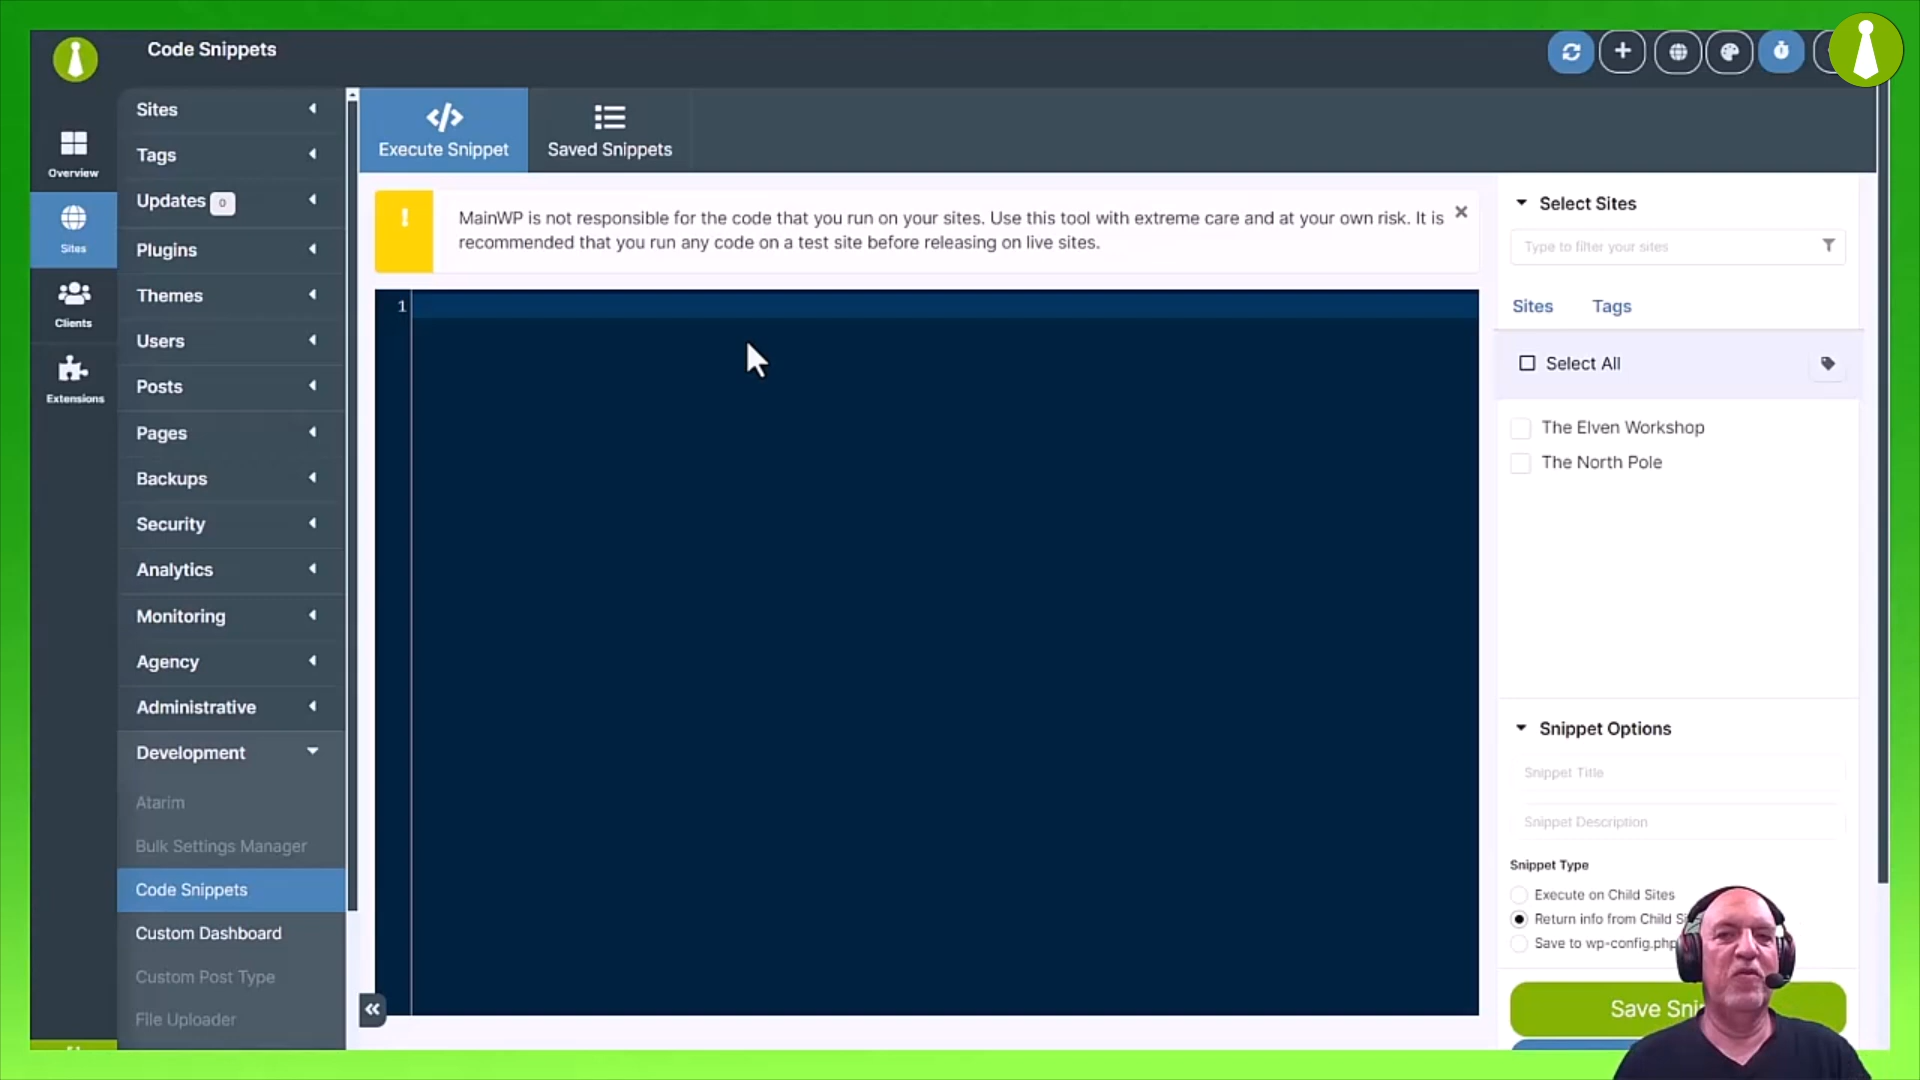 Code Snippets
Overview
Sites
Clients
Extensions
Sites
Tags
Updates 0
Plugins
Themes
Users
Posts
Pages
Backups
Security
Analytics
Monitoring
Agency
Administrative
Development
Atarim
Bulk Settings Manager
Code Snippets
Custom Dashboard
Custom Post Type
File Uploader
Execute Snippet
Saved Snippets
!
MainWP is not responsible for the code that you run on your sites. Use this tool with extreme care and at your own risk. It is
recommended that you run any code on a test site before releasing on live sites.
1
Select Sites
Type to filter your sites
Sites Tags
Select All
The Elven Workshop
The North Pole
Snippet Options
Snippet Title
Snippet Description
Snippet Type
Execute on Child Sites
Return info from Child
Save to wp-config.php
Save